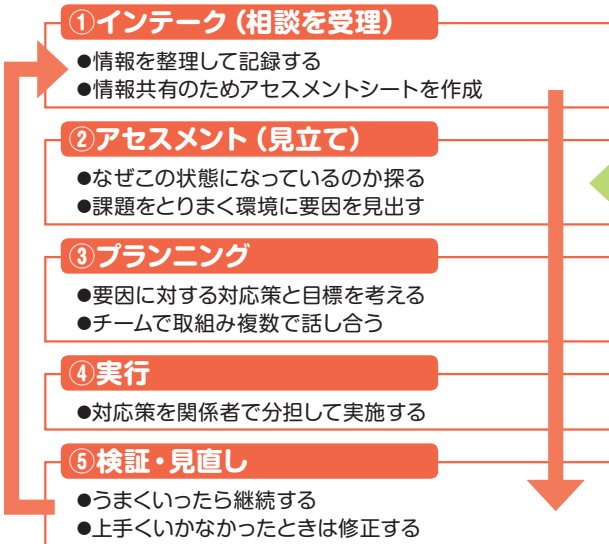 ①インテーク（相談を受理）
●情報を整理して記録する
●情報共有のためアセスメントシートを作成
②アセスメント（見立て）
●なぜこの状態になっているのか探る
●課題をとりまく環境に要因を見出す
③プランニング
●要因に対する対応策と目標を考える
●チームで取組み複数で話し合う
④実行
●対応策を関係者で分担して実施する
⑤検証・見直し
●うまくいったら継続する
●上手くいかなかったときは修正する